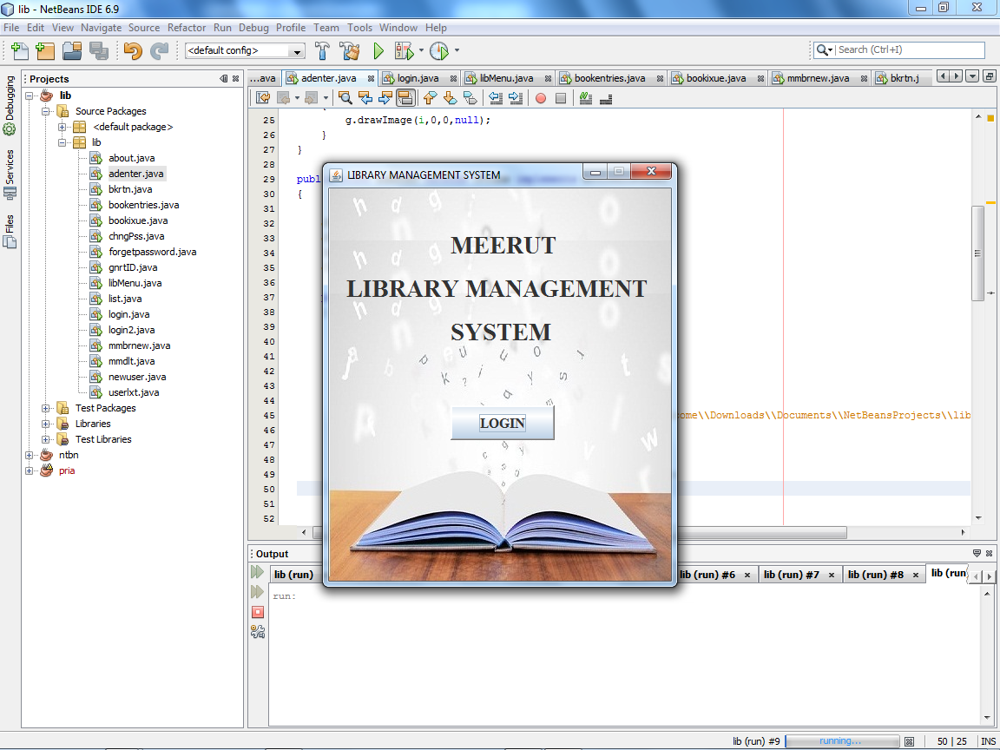 lib - NetBeans IDE 6.9
File Edit View Navigate Source Refactor Run Debug Profile Team Tools Window Help
<default config>
Search (Ctrl+I)
Debugging
Services
Files
Projects
lib
Source Packages
<default package>
lib
about.java
adenter.java
bkrtn.java
bookentries.java
bookixue.java
chngPss.java
forgetpassword.java
gnrtID.java
libMenu.java
list.java
login.java
login2.java
mmbrnew.java
mmdlt.java
newuser.java
userIxt.java
Test Packages
Libraries
Test Libraries
ntbn
pria
...ava adenter.java login.java libMenu.java bookentries.java bookixue.java mmbrnew.java bkrtn.j
25 g.drawImage(i,0,0,null);
26 }
27 }
28
29 publ
30 {
31
32
33
34
35
36
37
38
39
40
41
42
43
44
45 ome\\Downloads\\Documents\\NetBeansProjects\\lib
46
47
48
49
50
51
52
LIBRARY MANAGEMENT SYSTEM
MEERUT
LIBRARY MANAGEMENT
SYSTEM
LOGIN
Output
lib (run) lib (run) #6 lib (run) #7 lib (run) #8 lib (run
run:
lib (run) #9 running... 50 | 25 INS